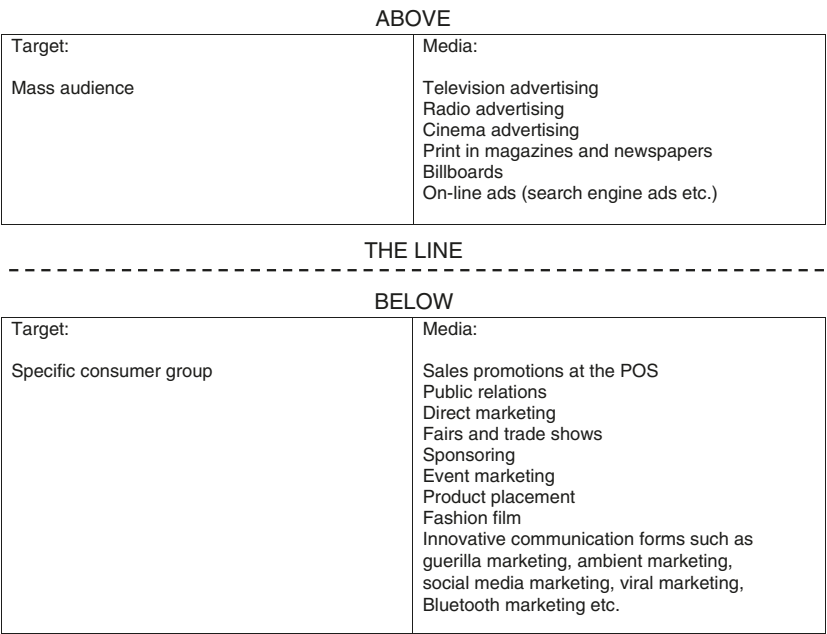 ABOVE
Target:
Mass audience
Media:
Television advertising
Radio advertising
Cinema advertising
Print in magazines and newspapers
Billboards
On-line ads (search engine ads etc.)
THE LINE
BELOW
Target:
Specific consumer group
Media:
Sales promotions at the POS
Public relations
Direct marketing
Fairs and trade shows
Sponsoring
Event marketing
Product placement
Fashion film
Innovative communication forms such as
guerilla marketing, ambient marketing,
social media marketing, viral marketing,
Bluetooth marketing etc.